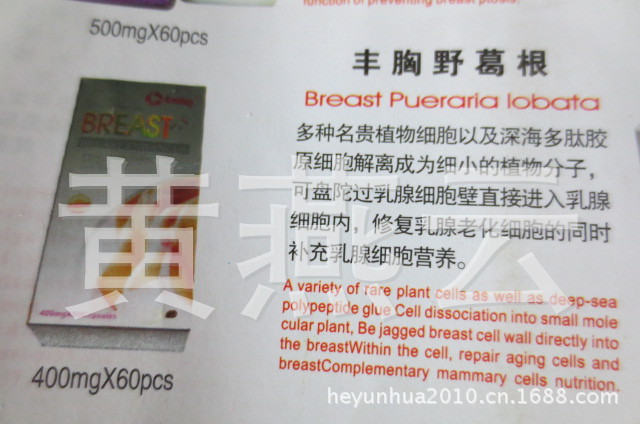 function of preventing breast ptosis.
500mgX60pcs
丰胸野葛根
Breast Pueraria lobata
BREAST
多种名贵植物细胞以及深海多肽胶
原细胞解离成为细小的植物分子，
可盘陀过乳腺细胞壁直接进入乳腺
细胞内，修复乳腺老化细胞的同时
补充乳腺细胞营养。
A variety of rare plant cells as well as deep-sea
polypeptide glue Cell dissociation into small mole
cular plant, Be jagged breast cell wall directly into
the breastWithin the cell, repair aging cells and
breastComplementary mammary cells nutrition.
400mgX60pcs
黄燕云
heyunhua2010.cn.1688.com